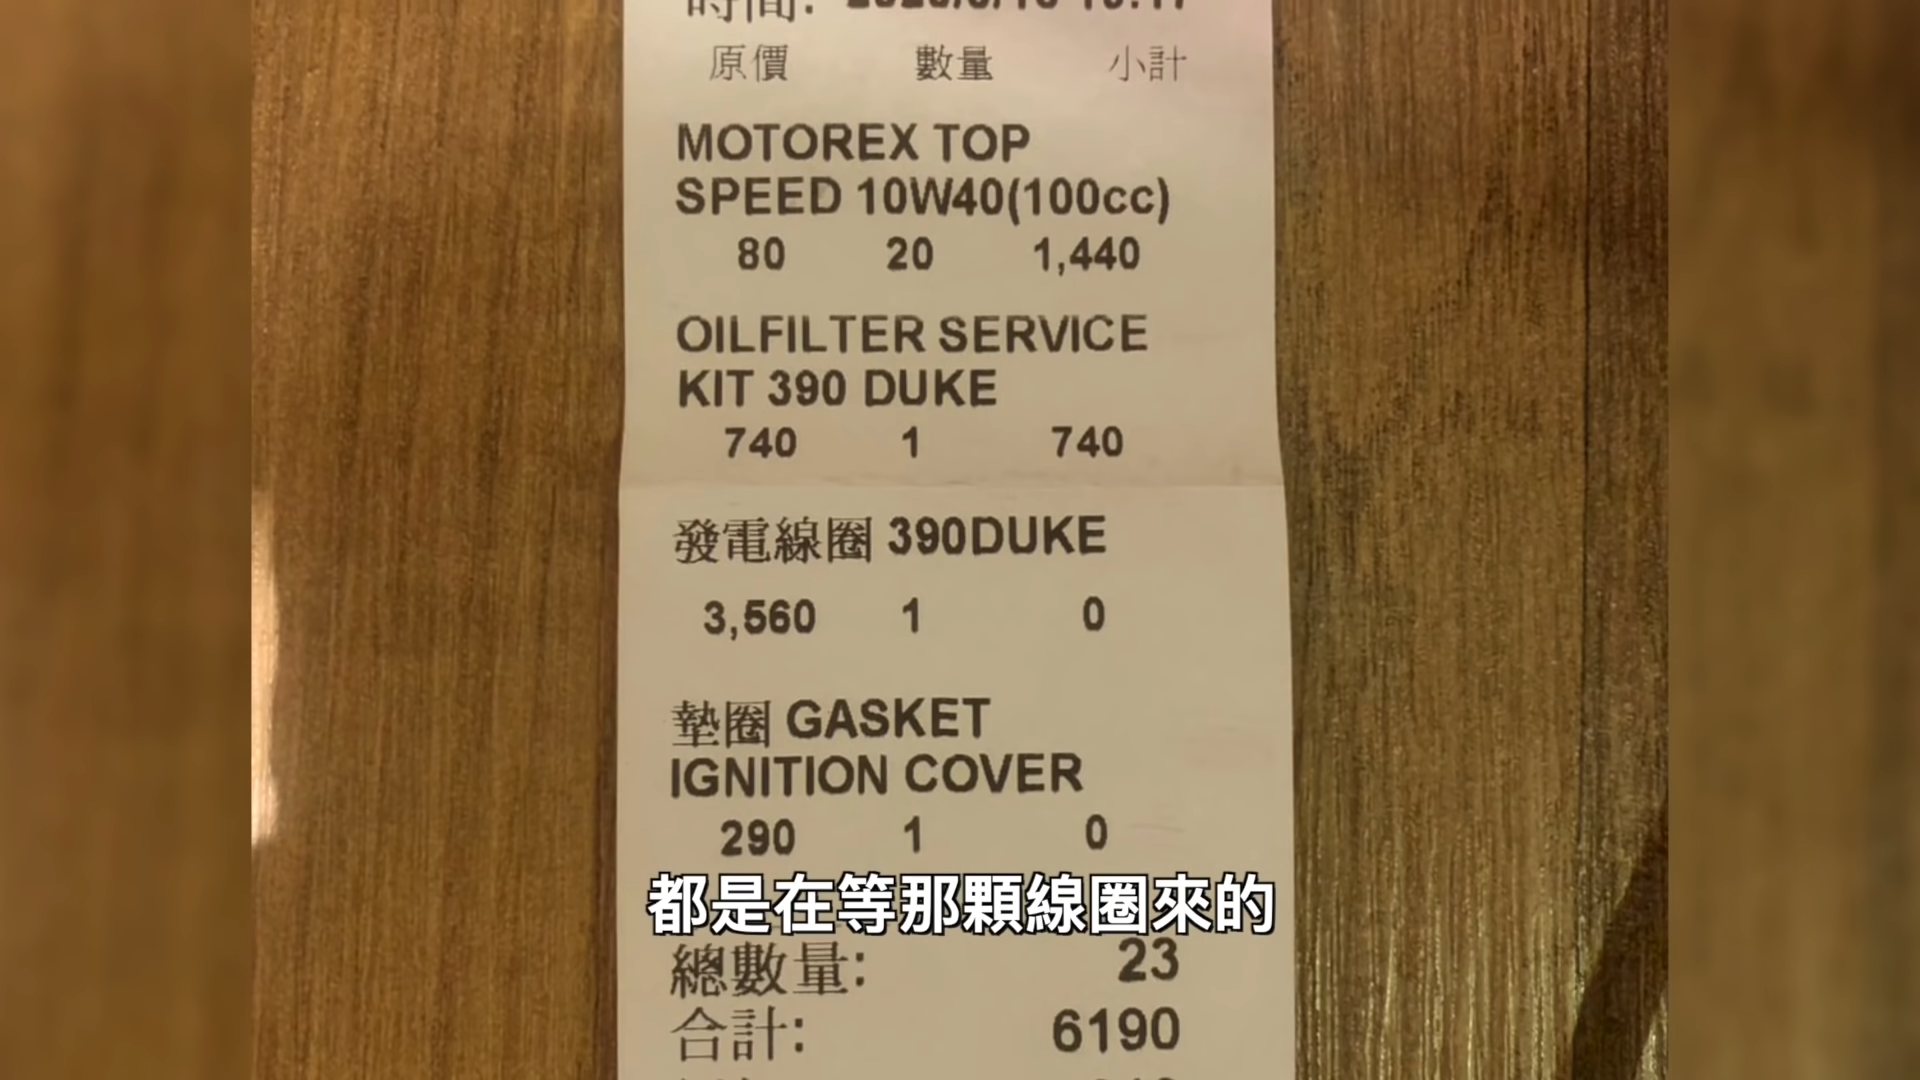 時間:
原價 數量 小計
MOTOREX TOP
SPEED 10W40(100cc)
80 20 1,440
OILFILTER SERVICE
KIT 390 DUKE
740 1 740
發電線圈 390DUKE
3,560 1 0
墊圈 GASKET
IGNITION COVER
290 1 0
都是在等那顆線圈來的
總數量: 23
合計: 6190